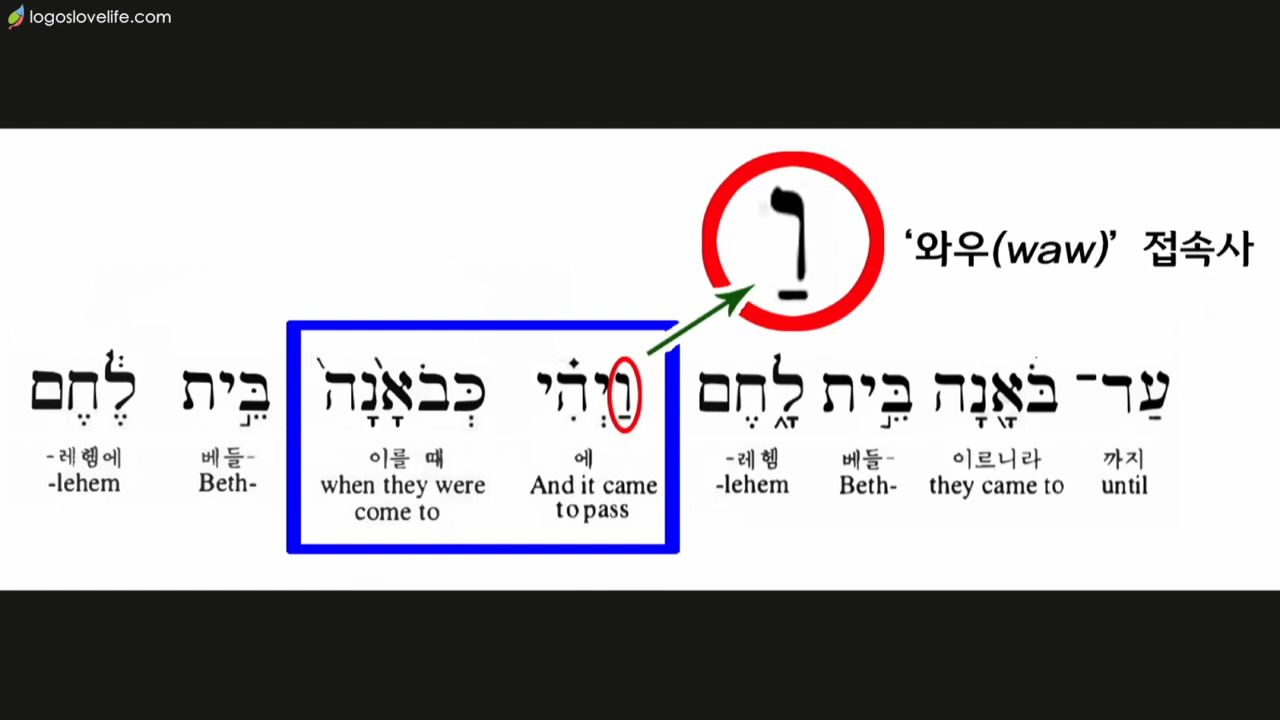 logoslovelife.com
וַ
‘와우(waw)’ 접속사
עַד־ בֹּאָ֖נָה בֵּ֣ית לָ֑חֶם וַיְהִ֗י כְּבֹאָ֙נָה֙ בֵּ֣ית לֶ֔חֶם
까지 이르니라 베들- -레헴 에 이를 때 베들- -레헴에
until they came to Beth- -lehem And it came when they were Beth- -lehem
to pass come to